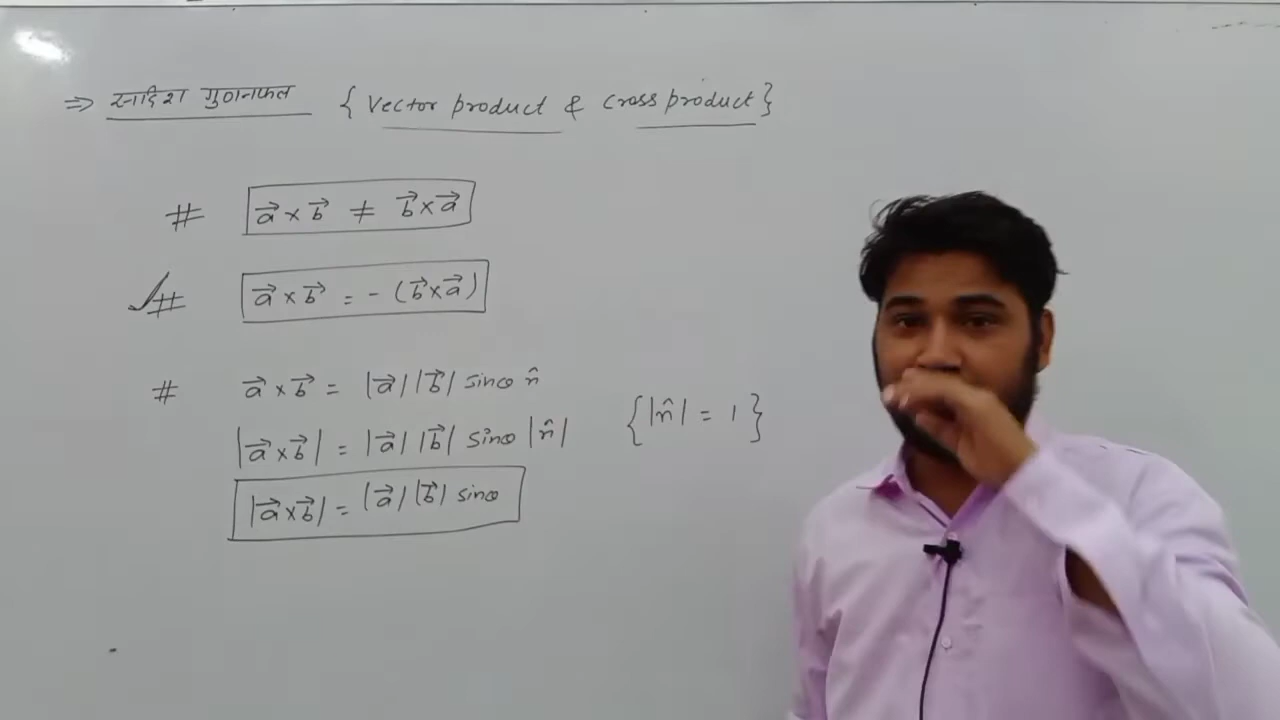 ⇒ सदिश गुणनफल { Vector product & Cross product }
# a⃗ × b⃗ ≠ b⃗ × a⃗
✓# a⃗ × b⃗ = - (b⃗ × a⃗)
# a⃗ × b⃗ = |a⃗| |b⃗| sinθ n̂
|a⃗ × b⃗| = |a⃗| |b⃗| sinθ |n̂| { |n̂| = 1 }
|a⃗ × b⃗| = |a⃗| |b⃗| sinθ